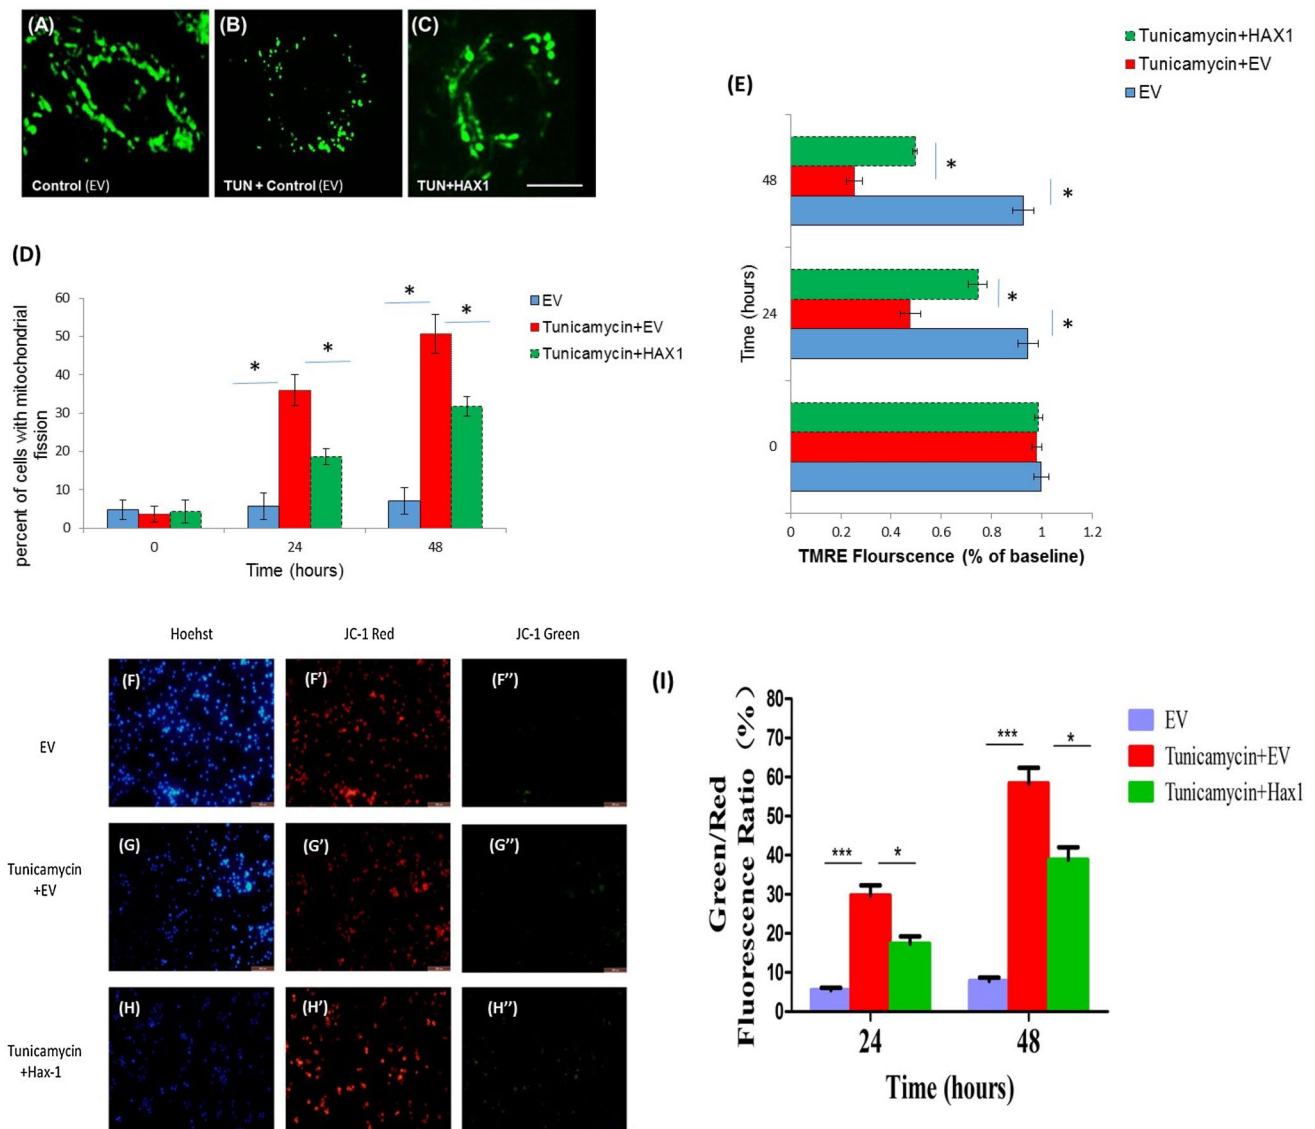 (A)
(B)
(C)
Control (EV)
TUN + Control (EV)
TUN+HAX1
(D)
60
50
40
30
20
10
0
percent of cells with mitochondrial
fission
*
*
*
*
0
24
48
Time (hours)
EV
Tunicamycin+EV
Tunicamycin+HAX1
(E)
Tunicamycin+HAX1
Tunicamycin+EV
EV
48
24
0
Time (hours)
*
*
*
*
0
0.2
0.4
0.6
0.8
1
1.2
TMRE Flourscence (% of baseline)
Hoehst
JC-1 Red
JC-1 Green
EV
(F)
(F')
(F'')
Tunicamycin
+EV
(G)
(G')
(G'')
Tunicamycin
+Hax-1
(H)
(H')
(H'')
(I)
Green/Red
Fluorescence Ratio (%)
80
70
60
50
40
30
20
10
0
***
*
***
*
24
48
Time (hours)
EV
Tunicamycin+EV
Tunicamycin+Hax1